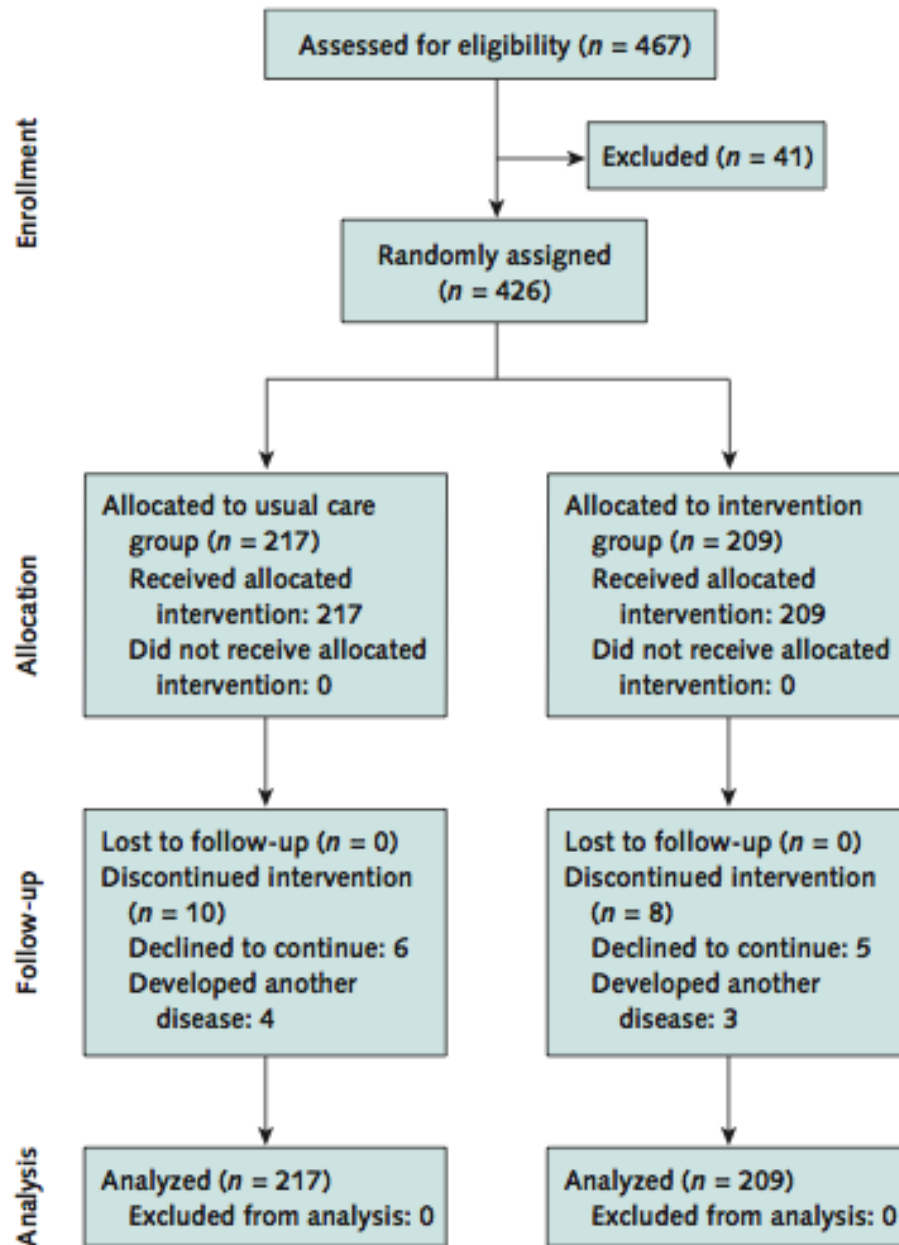 Enrollment
Assessed for eligibility (n = 467)
Excluded (n = 41)
Randomly assigned
(n = 426)
Allocation
Allocated to usual care
group (n = 217)
Received allocated
intervention: 217
Did not receive allocated
intervention: 0
Allocated to intervention
group (n = 209)
Received allocated
intervention: 209
Did not receive allocated
intervention: 0
Follow-up
Lost to follow-up (n = 0)
Discontinued intervention
(n = 10)
Declined to continue: 6
Developed another
disease: 4
Lost to follow-up (n = 0)
Discontinued intervention
(n = 8)
Declined to continue: 5
Developed another
disease: 3
Analysis
Analyzed (n = 217)
Excluded from analysis: 0
Analyzed (n = 209)
Excluded from analysis: 0